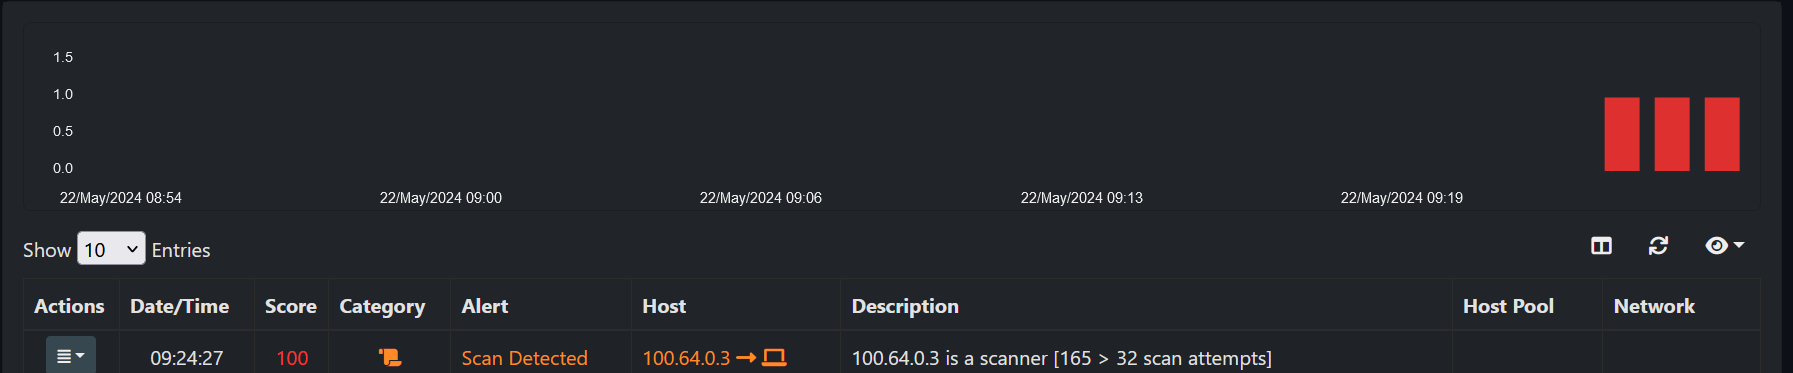 1.5
1.0
0.5
0.0
22/May/2024 08:54 22/May/2024 09:00 22/May/2024 09:06 22/May/2024 09:13 22/May/2024 09:19
Show 10 Entries
Actions Date/Time Score Category Alert Host Description Host Pool Network
09:24:27 100 Scan Detected 100.64.0.3 100.64.0.3 is a scanner [165 > 32 scan attempts]